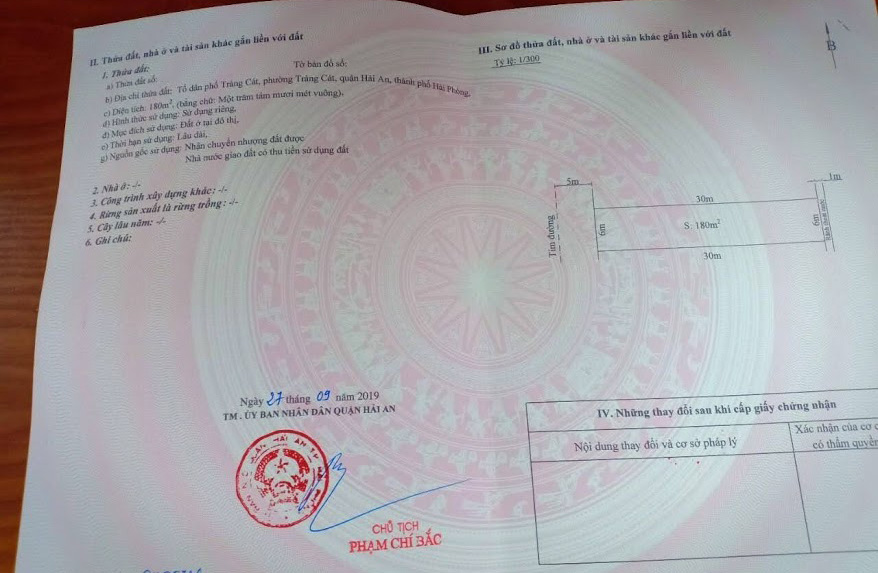 II. Thửa đất, nhà ở và tài sản khác gắn liền với đất
1. Thửa đất:
a) Thửa đất số: Tờ bản đồ số:
b) Địa chỉ thửa đất: Tổ dân phố Tràng Cát, phường Tràng Cát, quận Hải An, thành phố Hải Phòng,
c) Diện tích: 180m², (bằng chữ: Một trăm tám mươi mét vuông),
d) Hình thức sử dụng: Sử dụng riêng,
đ) Mục đích sử dụng: Đất ở tại đô thị,
e) Thời hạn sử dụng: Lâu dài,
g) Nguồn gốc sử dụng: Nhận chuyển nhượng đất được
Nhà nước giao đất có thu tiền sử dụng đất
2. Nhà ở: -/-
3. Công trình xây dựng khác: -/-
4. Rừng sản xuất là rừng trồng: -/-
5. Cây lâu năm: -/-
6. Ghi chú:
Ngày 27 tháng 09 năm 2019
TM. ỦY BAN NHÂN DÂN QUẬN HẢI AN
CHỦ TỊCH
PHẠM CHÍ BẮC
III. Sơ đồ thửa đất, nhà ở và tài sản khác gắn liền với đất
Tỷ lệ: 1/300
B
5m
1m
30m
Tim đường
6m
S: 180m²
6m
30m
IV. Những thay đổi sau khi cấp giấy chứng nhận
Nội dung thay đổi và cơ sở pháp lý
Xác nhận của cơ
có thẩm quyền